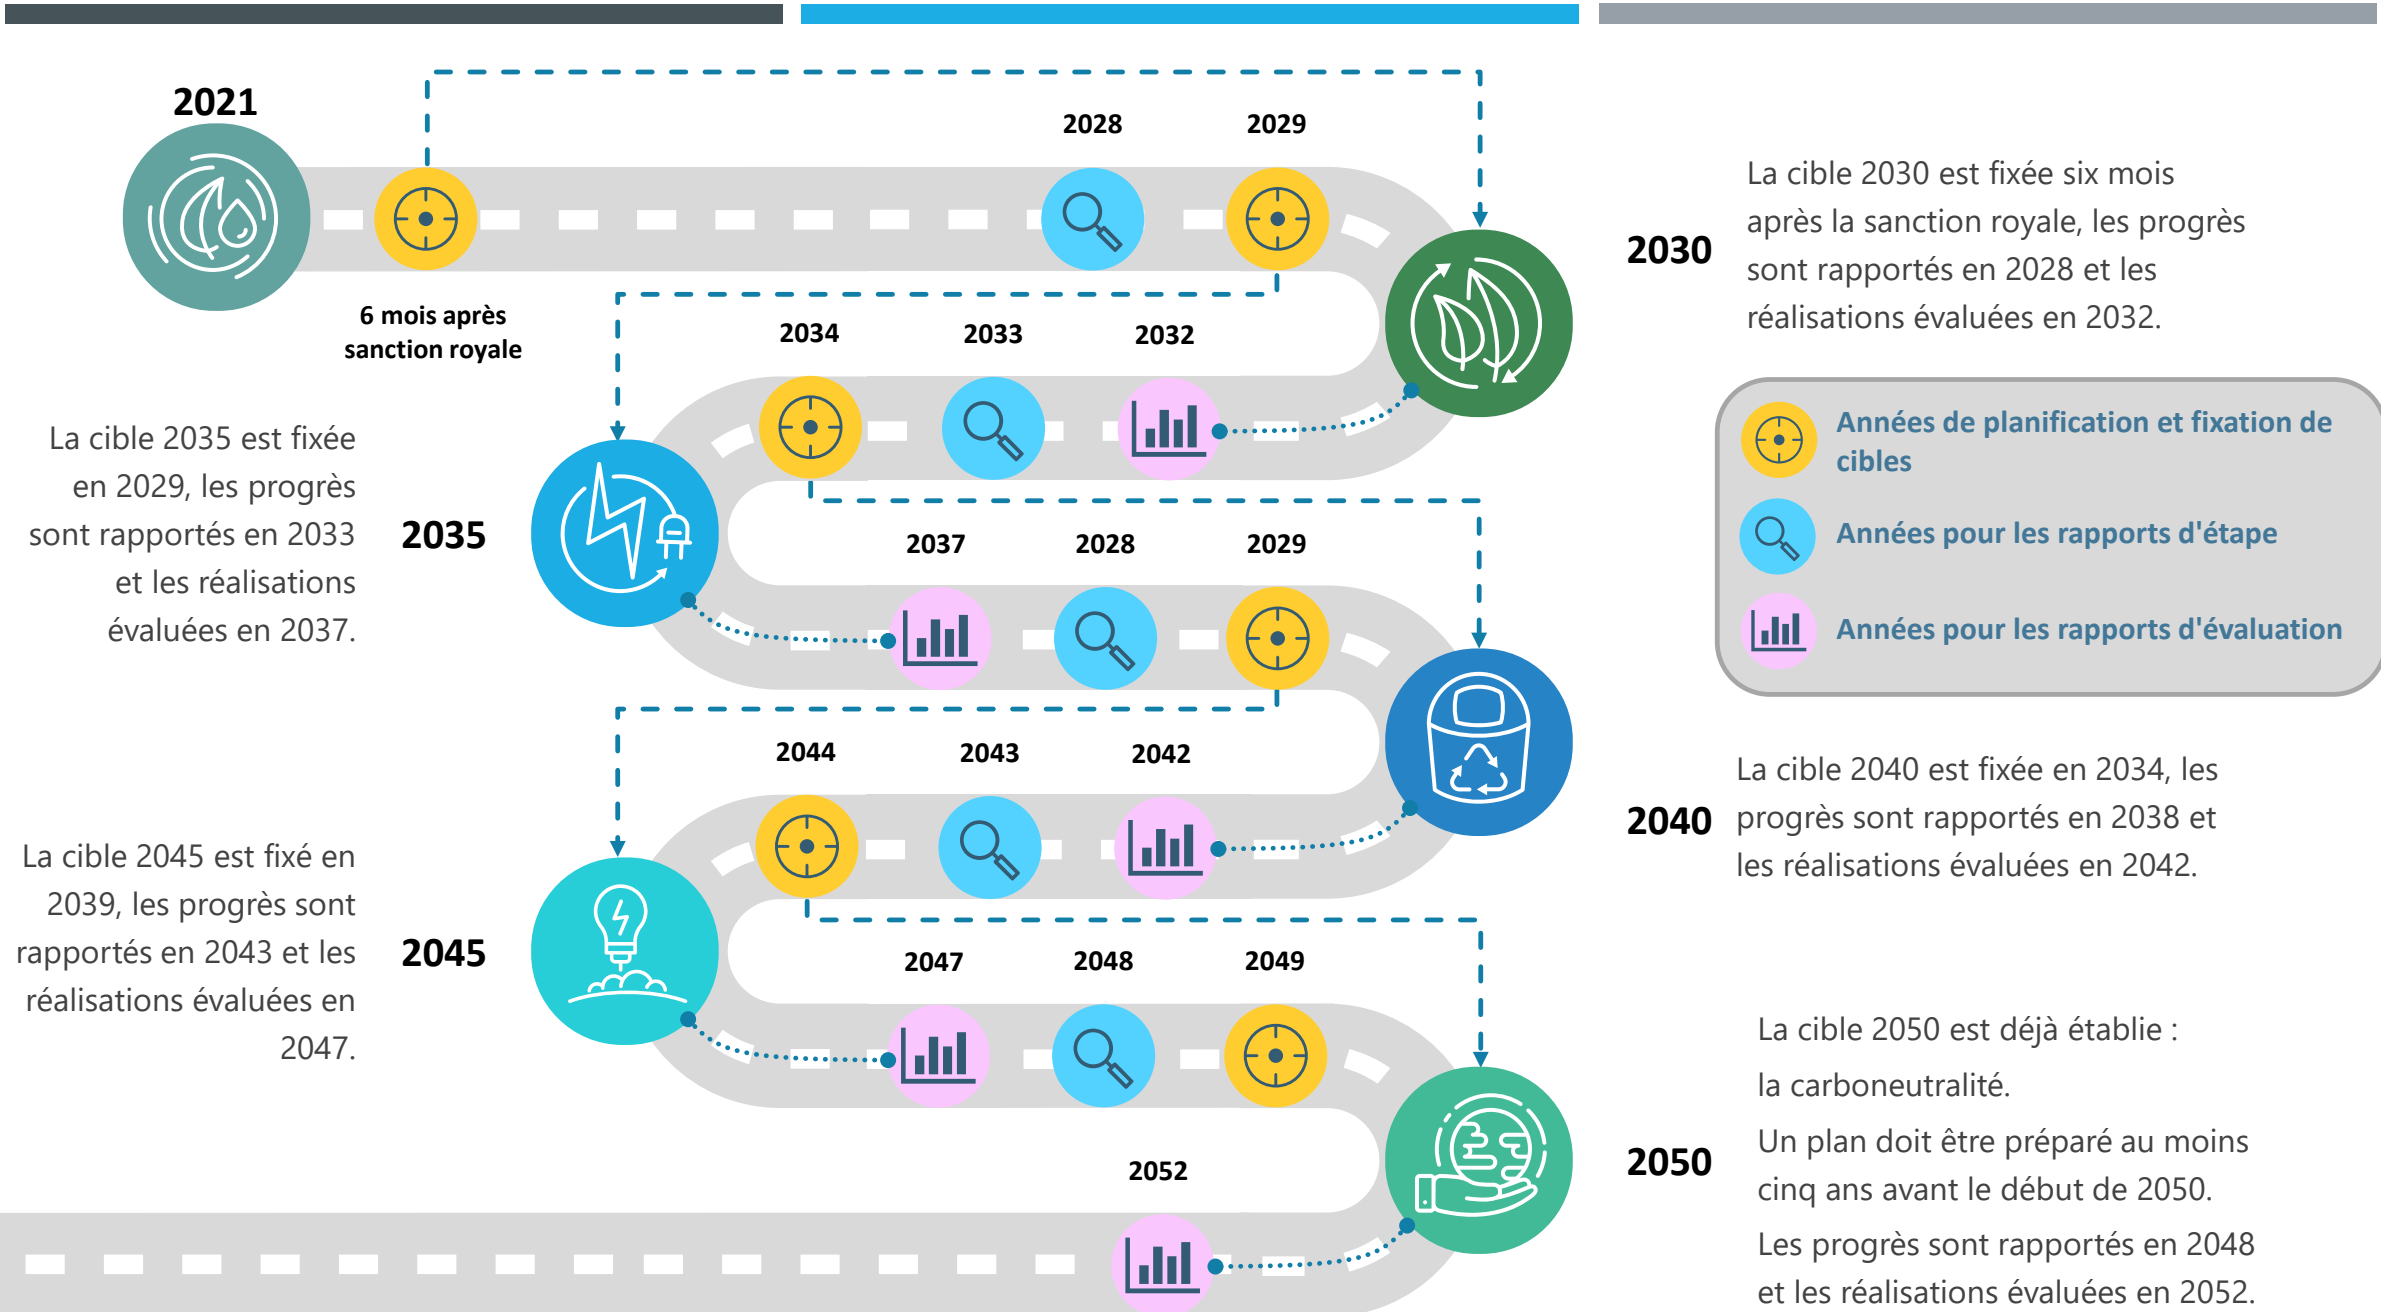 2021
2028
2029
6 mois après
sanction royale
2030
La cible 2030 est fixée six mois
après la sanction royale, les progrès
sont rapportés en 2028 et les
réalisations évaluées en 2032.
2034
2033
2032
Années de planification et fixation de
cibles
Années pour les rapports d'étape
Années pour les rapports d'évaluation
La cible 2035 est fixée
en 2029, les progrès
sont rapportés en 2033
et les réalisations
évaluées en 2037.
2035
2037
2028
2029
2044
2043
2042
2040
La cible 2040 est fixée en 2034, les
progrès sont rapportés en 2038 et
les réalisations évaluées en 2042.
La cible 2045 est fixé en
2039, les progrès sont
rapportés en 2043 et les
réalisations évaluées en
2047.
2045
2047
2048
2049
2050
La cible 2050 est déjà établie :
la carboneutralité.
Un plan doit être préparé au moins
cinq ans avant le début de 2050.
Les progrès sont rapportés en 2048
et les réalisations évaluées en 2052.
2052